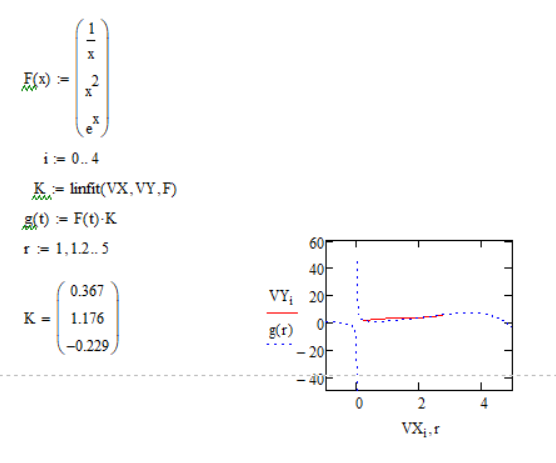 F(x) := ( 1/x
x^2
e^x )
i := 0.. 4
K := linfit(VX, VY, F)
g(t) := F(t)·K
r := 1, 1.2.. 5
K = ( 0.367
1.176
−0.229 )
VY_i
g(r)
60
40
20
0
− 20
− 40
0 2 4
VX_i, r